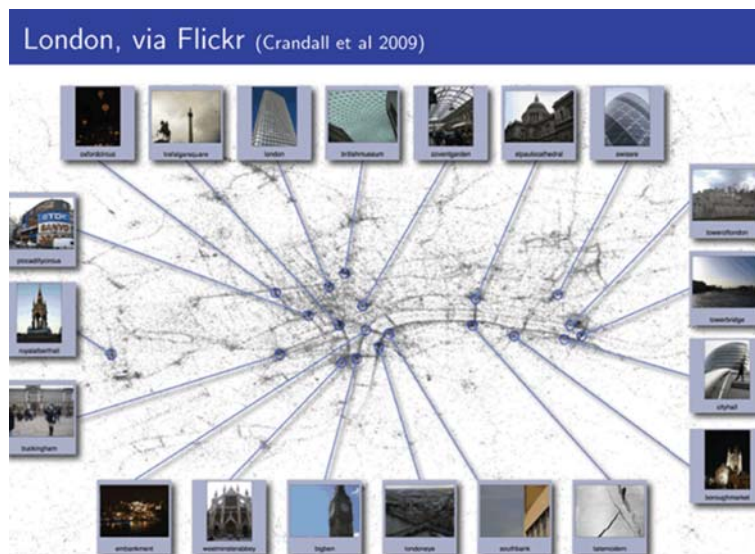 London, via Flickr (Crandall et al 2009)
oxfordcircus
trafalgarsquare
london
britishmuseum
coventgarden
stpaulscathedral
swissre
piccadillycircus
toweroflondon
royalalberthall
towerbridge
buckingham
cityhall
boroughmarket
embankment
westminsterabbey
bigben
londoneye
southbank
tatemodern